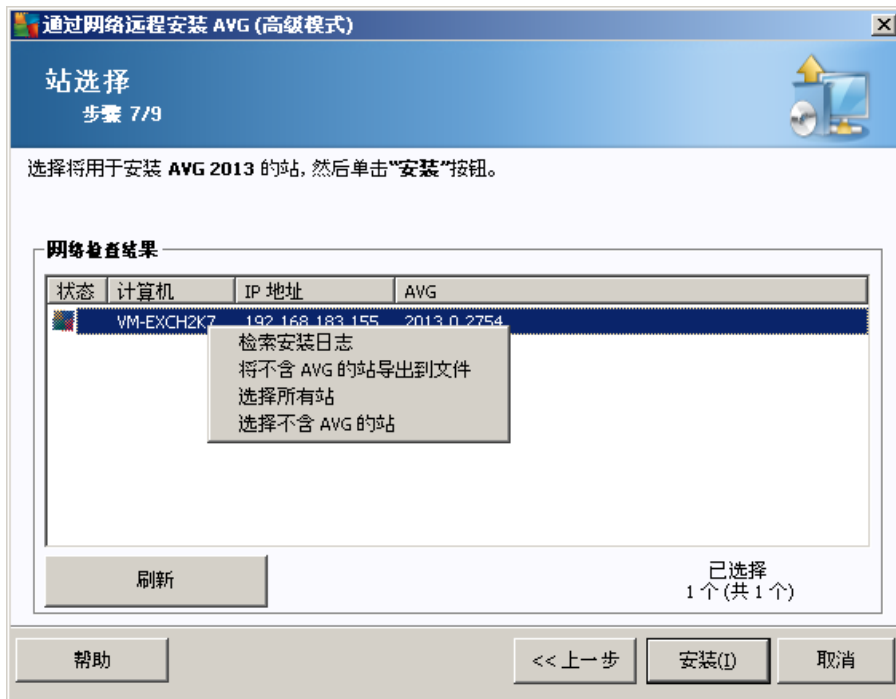 通过网络远程安装 AVG (高级模式)
站选择
步骤 7/9
选择将用于安装 AVG 2013 的站, 然后单击“安装”按钮。
网络检查结果
状态 计算机 IP 地址 AVG
VM-EXCH2K7 192.168.183.155 2013.0.2754
检索安装日志
将不含 AVG 的站导出到文件
选择所有站
选择不含 AVG 的站
刷新
已选择
1 个 (共 1 个)
帮助 << 上一步 安装(I) 取消